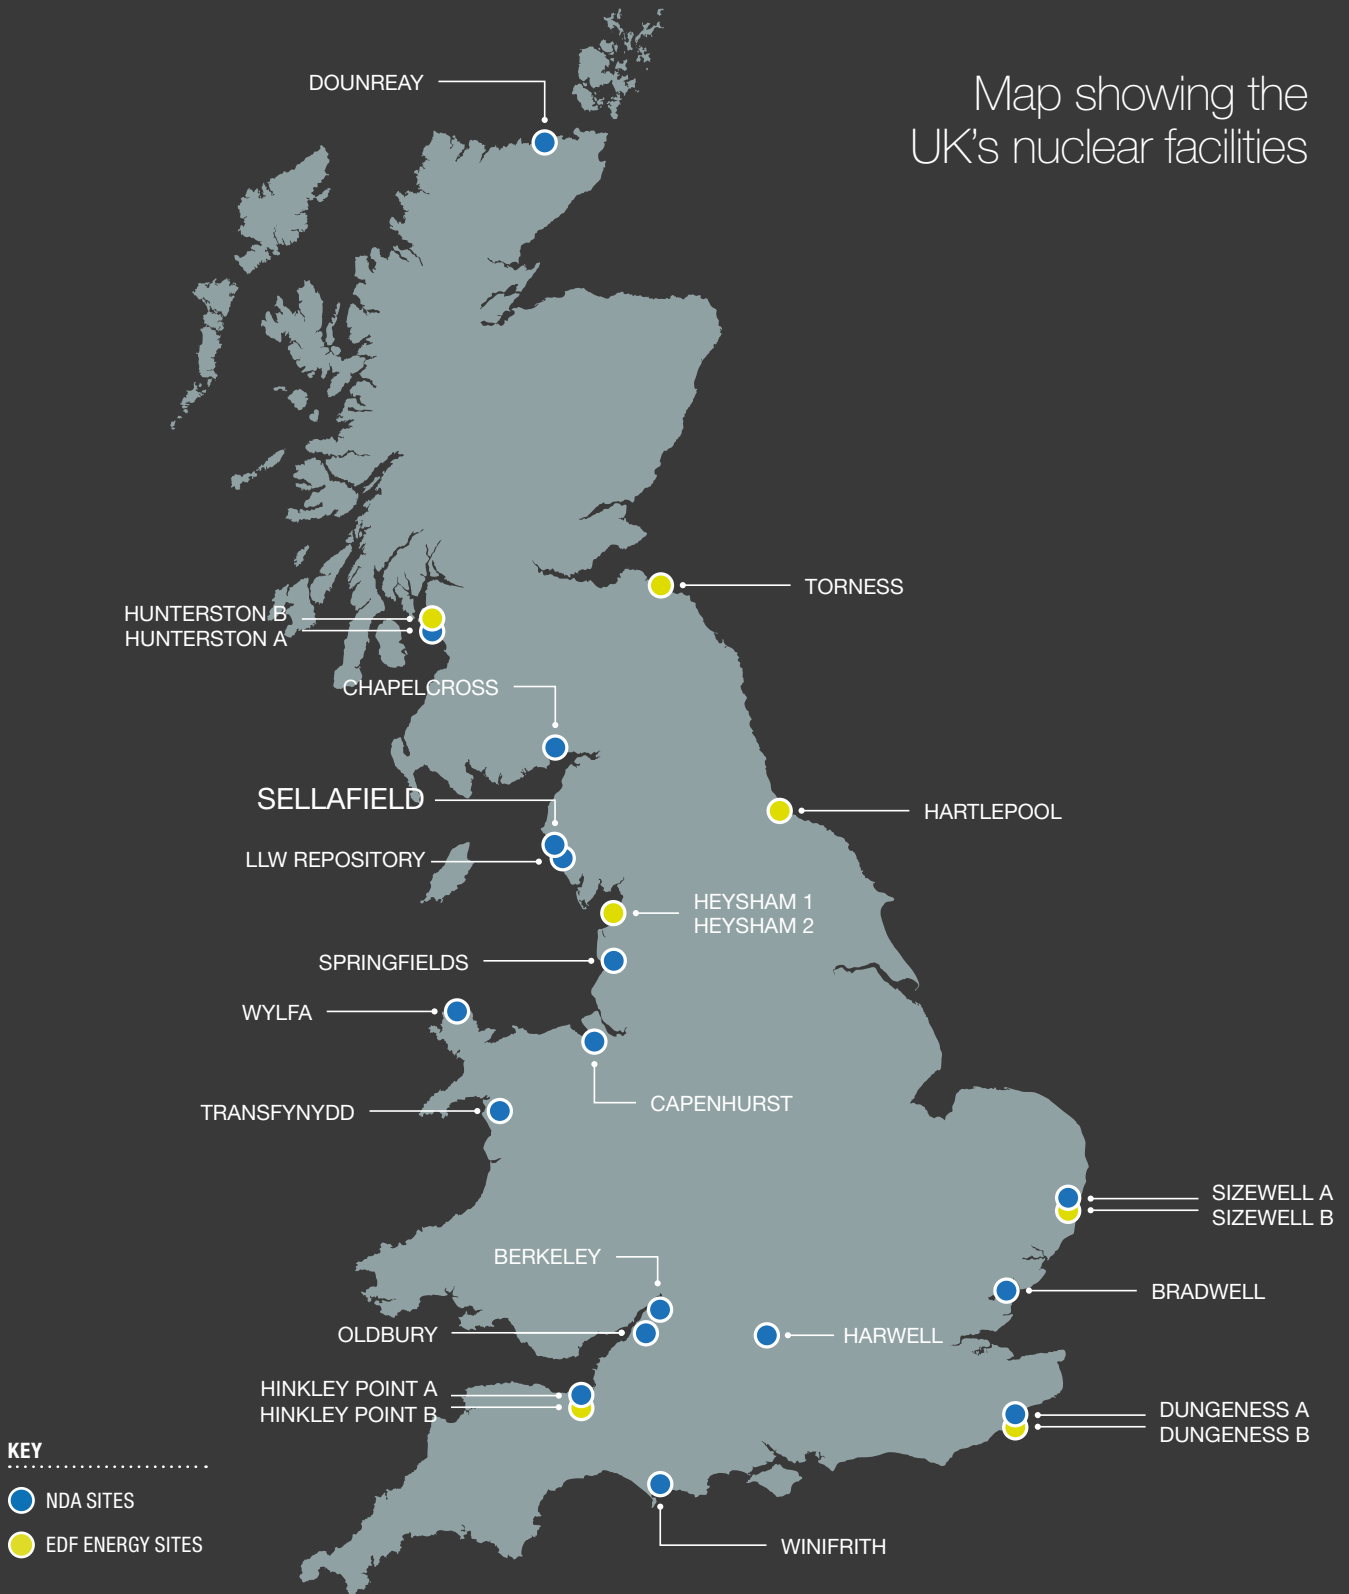 Map showing the
UK's nuclear facilities
DOUNREAY
TORNESS
HUNTERSTON B
HUNTERSTON A
CHAPELCROSS
SELLAFIELD
HARTLEPOOL
LLW REPOSITORY
HEYSHAM 1
HEYSHAM 2
SPRINGFIELDS
WYLFA
CAPENHURST
TRANSFYNYDD
SIZEWELL A
SIZEWELL B
BERKELEY
BRADWELL
OLDBURY
HARWELL
HINKLEY POINT A
HINKLEY POINT B
DUNGENESS A
DUNGENESS B
KEY
NDA SITES
EDF ENERGY SITES
WINIFRITH